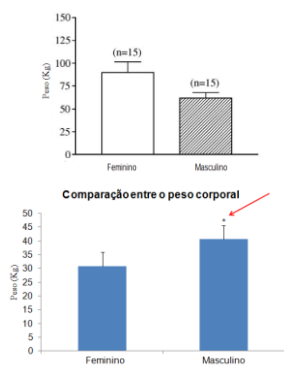 150
125
100
75
50
25
0
Peso (Kg)
(n=15)
(n=15)
Feminino
Masculino
Comparação entre o peso corporal
50
45
40
35
30
25
20
15
10
5
0
Peso (Kg)
*
Feminino
Masculino